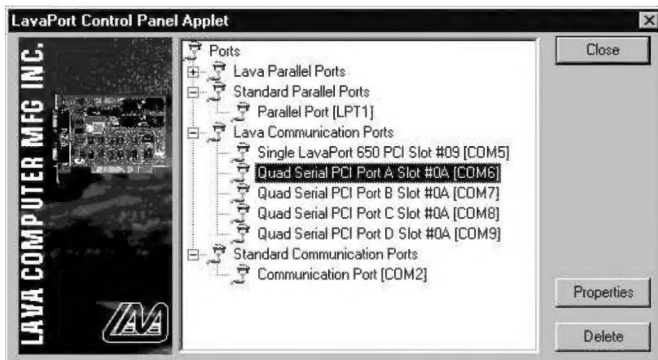 LavaPort Control Panel Applet
LAVA COMPUTER MFG INC.
LAVA
Ports
Lava Parallel Ports
Standard Parallel Ports
Parallel Port [LPT1]
Lava Communication Ports
Single LavaPort 650 PCI Slot #09 [COM5]
Quad Serial PCI Port A Slot #0A [COM6]
Quad Serial PCI Port B Slot #0A [COM7]
Quad Serial PCI Port C Slot #0A [COM8]
Quad Serial PCI Port D Slot #0A [COM9]
Standard Communication Ports
Communication Port [COM2]
Close
Properties
Delete